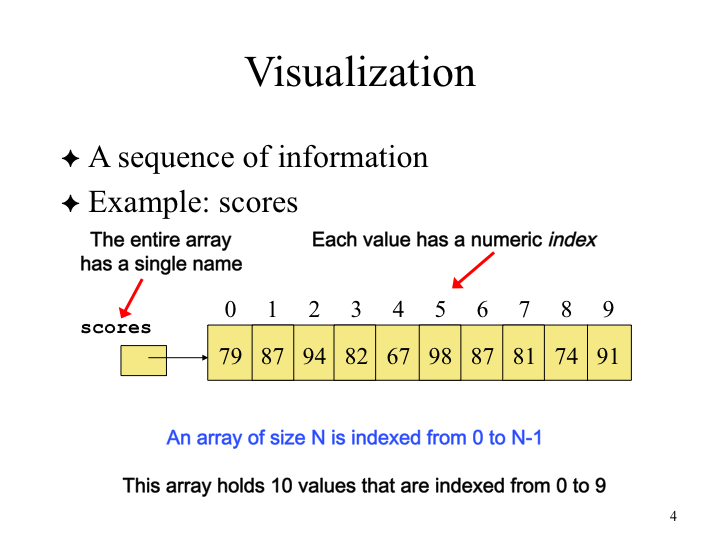 Visualization
✦ A sequence of information
✦ Example: scores
The entire array
has a single name
Each value has a numeric index
scores
0 1 2 3 4 5 6 7 8 9
79 87 94 82 67 98 87 81 74 91
An array of size N is indexed from 0 to N-1
This array holds 10 values that are indexed from 0 to 9
4